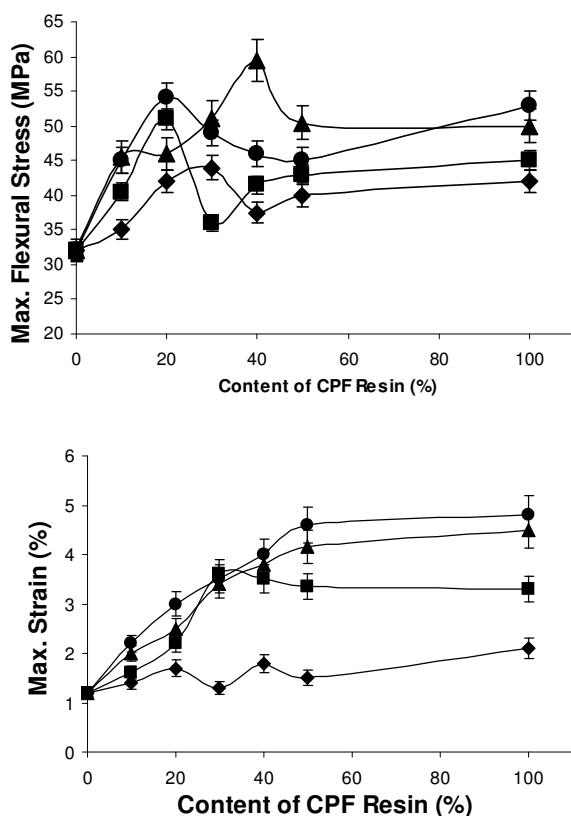 65
60
55
50
45
40
35
30
25
20
Max. Flexural Stress (MPa)
0 20 40 60 80 100
Content of CPF Resin (%)
6
5
4
3
2
1
0
Max. Strain (%)
0 20 40 60 80 100
Content of CPF Resin (%)